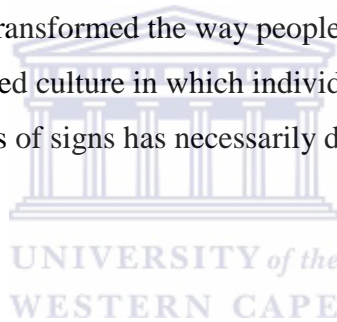 ransformed the way people
ed culture in which individ
s of signs has necessarily d
UNIVERSITY of the
WESTERN CAPE